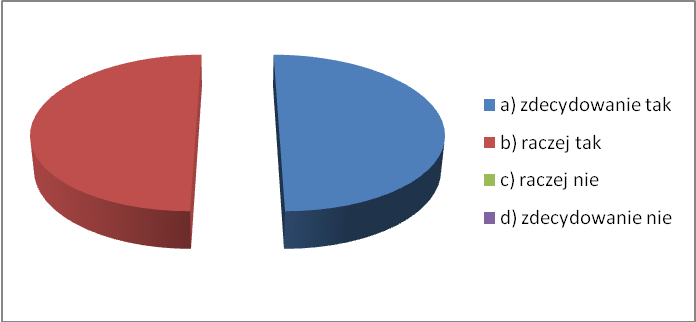 a) zdecydowanie tak
b) raczej tak
c) raczej nie
d) zdecydowanie nie